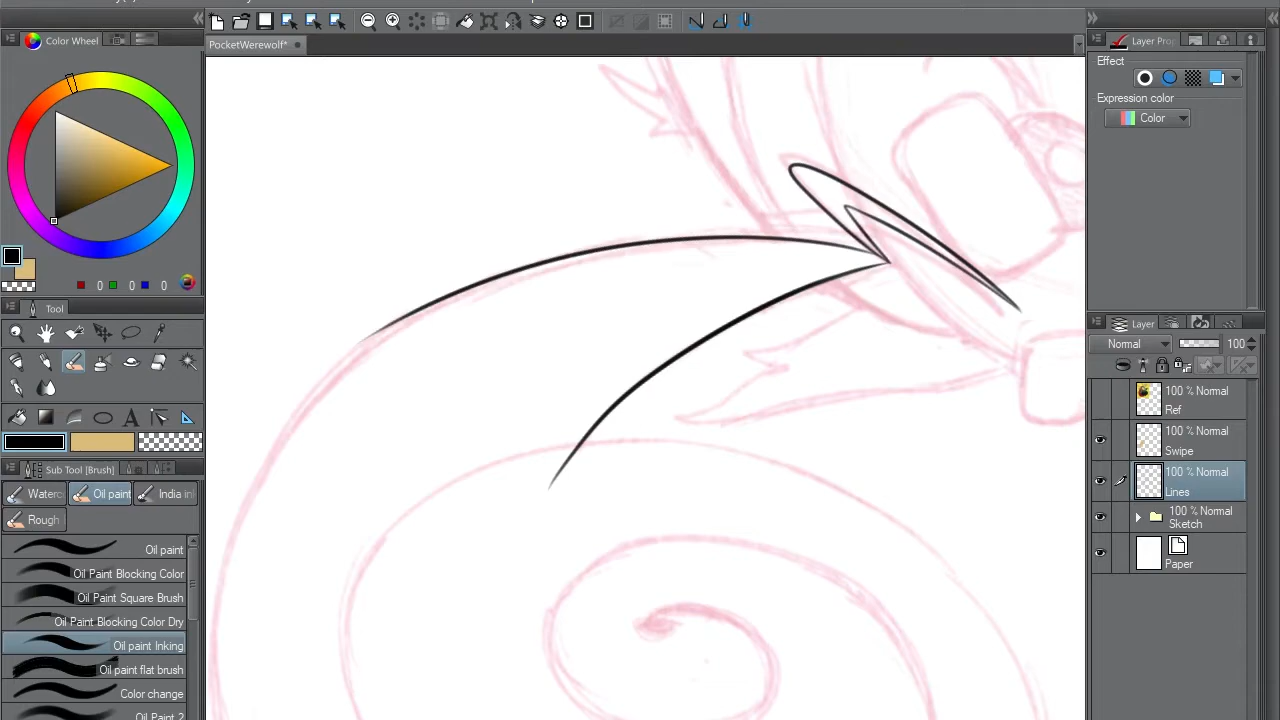 Color Wheel
PocketWerewolf*
Layer Prop
Effect
Expression color
Color
0 0 0
Tool
Layer
Normal 100
100 % Normal
Ref
100 % Normal
Swipe
100 % Normal
Lines
100 % Normal
Sketch
Paper
Sub Tool [Brush]
Waterc Oil paint India in
Rough
Oil paint
Oil Paint Blocking Color
Oil Paint Square Brush
Oil Paint Blocking Color Dry
Oil paint Inking
Oil paint flat brush
Color change
Oil Paint 2